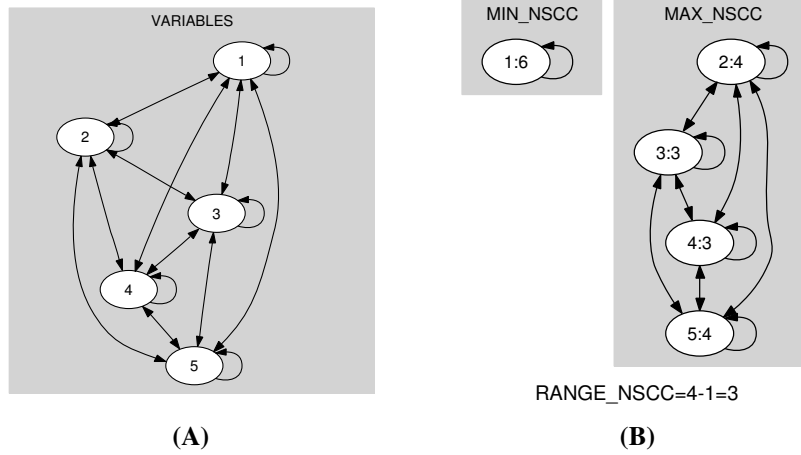 VARIABLES
1
2
3
4
5
(A)
MIN_NSCC
1:6
MAX_NSCC
2:4
3:3
4:3
5:4
RANGE_NSCC=4-1=3
(B)